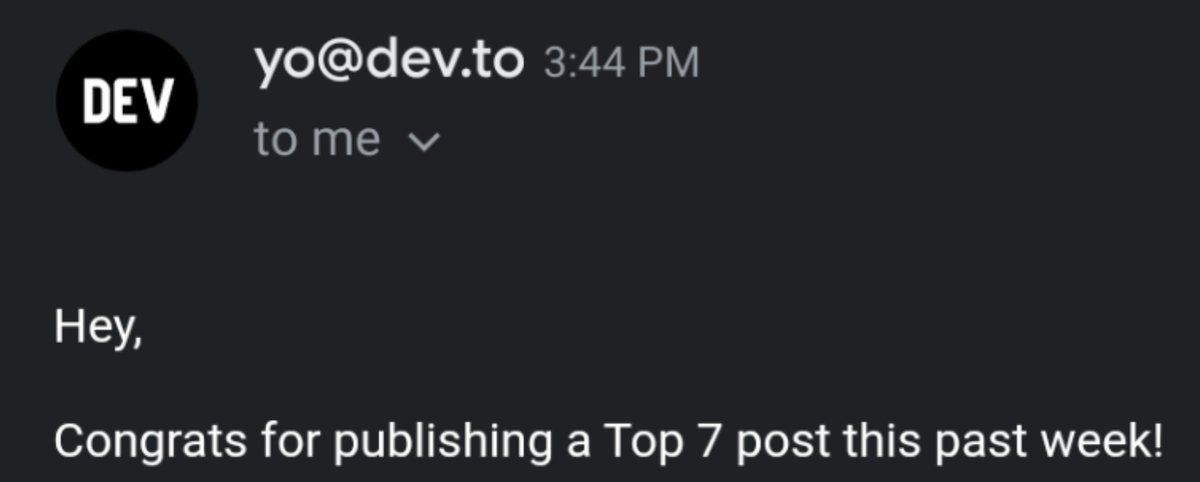 DEV
yo@dev.to 3:44 PM
to me
Hey,
Congrats for publishing a Top 7 post this past week!